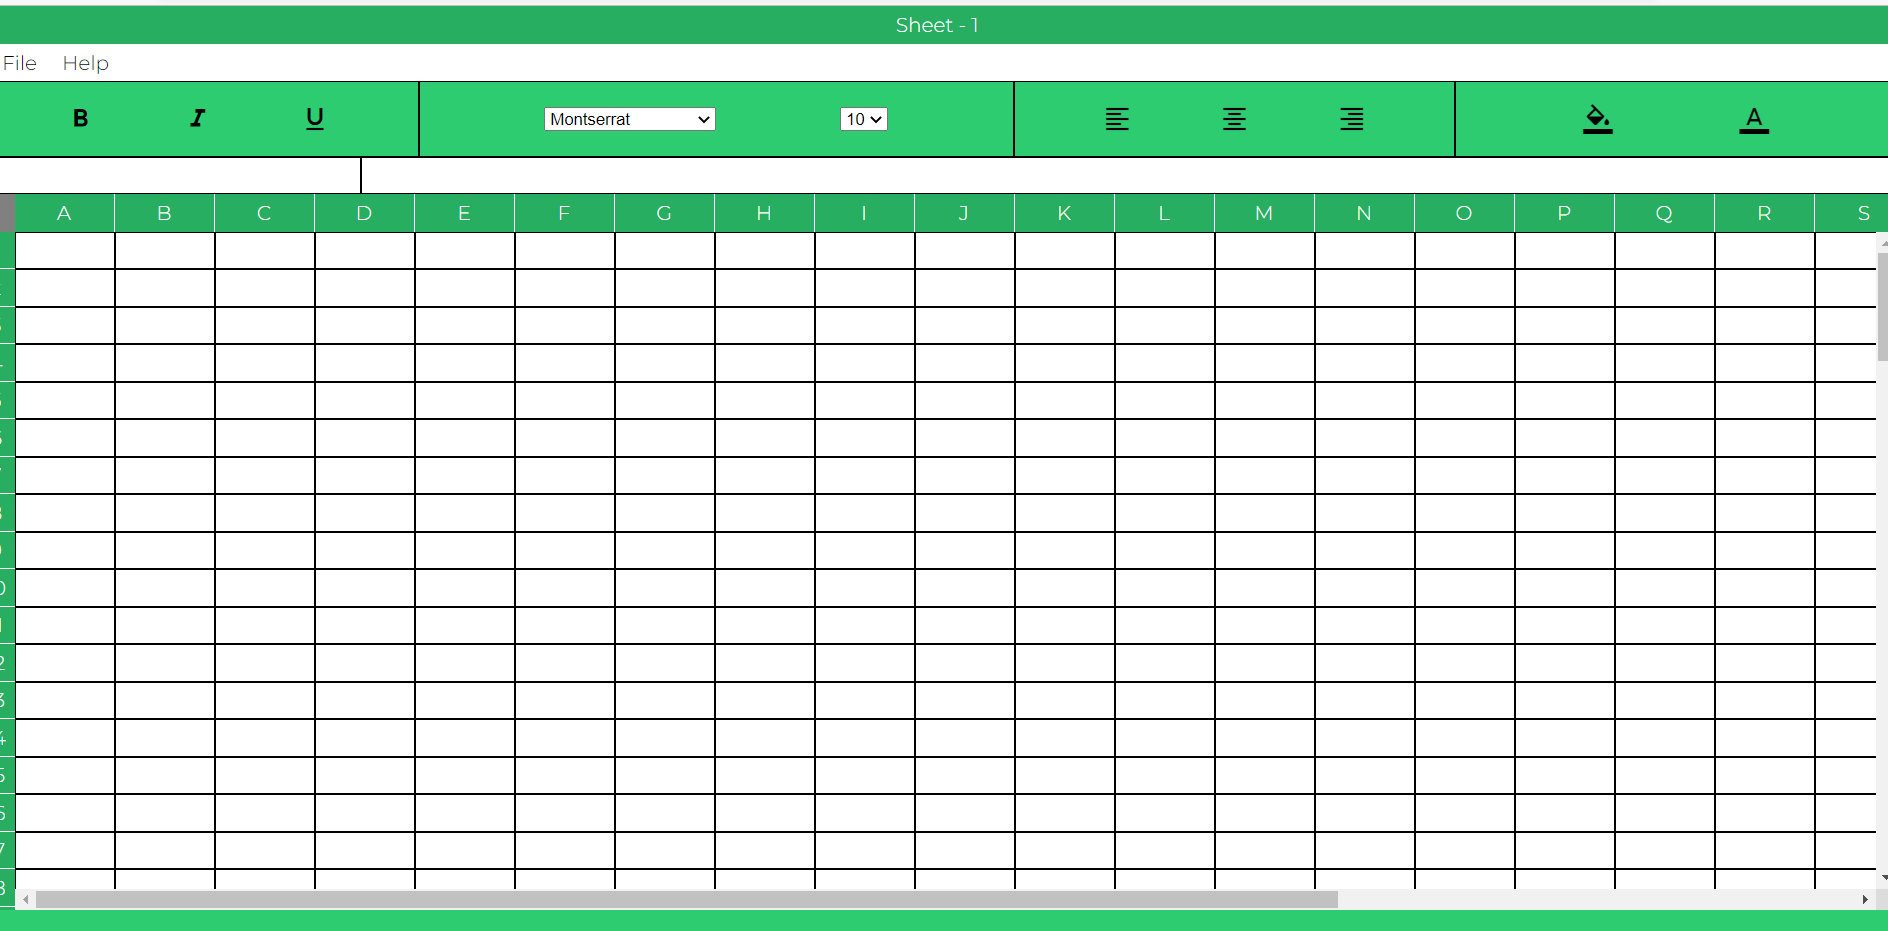 Sheet - 1
File Help
B I U Montserrat 10 A
A B C D E F G H I J K L M N O P Q R S